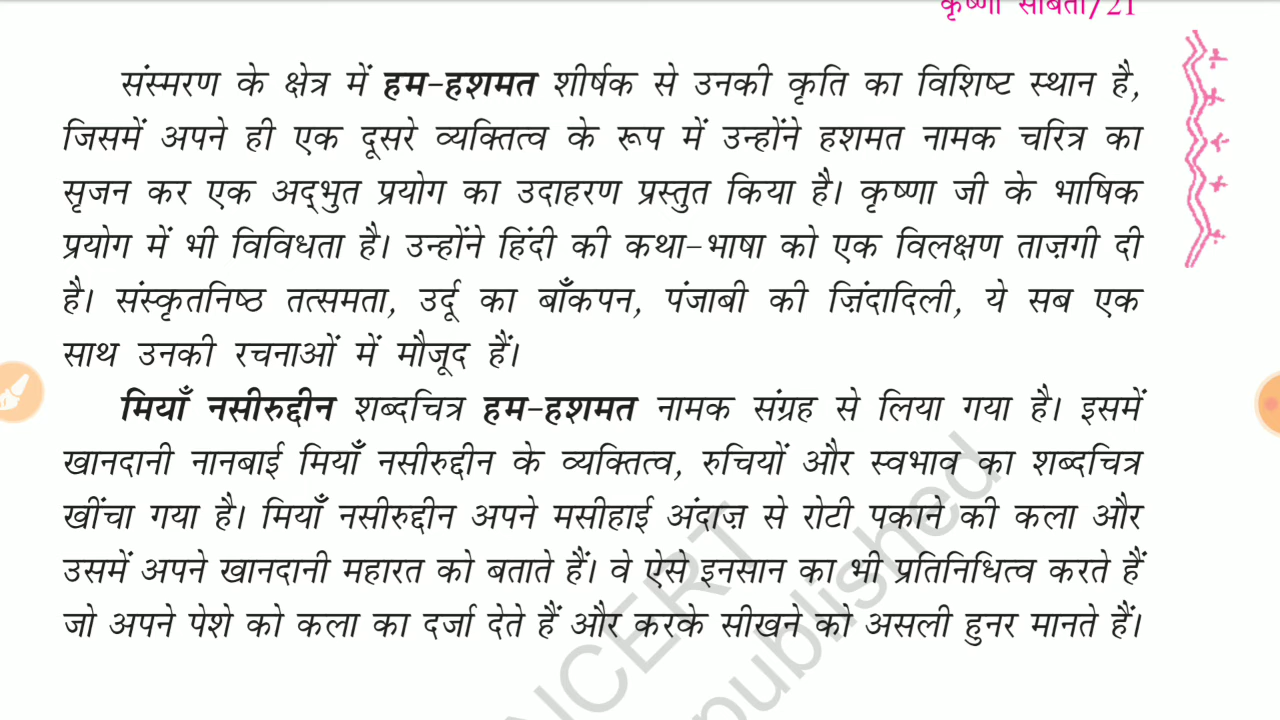 कृष्णा सोबती/21
संस्मरण के क्षेत्र में हम-हशमत शीर्षक से उनकी कृति का विशिष्ट स्थान है,
जिसमें अपने ही एक दूसरे व्यक्तित्व के रूप में उन्होंने हशमत नामक चरित्र का
सृजन कर एक अद्‌भुत प्रयोग का उदाहरण प्रस्तुत किया है। कृष्णा जी के भाषिक
प्रयोग में भी विविधता है। उन्होंने हिंदी की कथा-भाषा को एक विलक्षण ताज़गी दी
है। संस्कृतनिष्ठ तत्समता, उर्दू का बाँकपन, पंजाबी की ज़िंदादिली, ये सब एक
साथ उनकी रचनाओं में मौजूद हैं।
मियाँ नसीरुद्दीन शब्दचित्र हम-हशमत नामक संग्रह से लिया गया है। इसमें
खानदानी नानबाई मियाँ नसीरुद्दीन के व्यक्तित्व, रुचियों और स्वभाव का शब्दचित्र
खींचा गया है। मियाँ नसीरुद्दीन अपने मसीहाई अंदाज़ से रोटी पकाने की कला और
उसमें अपने खानदानी महारत को बताते हैं। वे ऐसे इनसान का भी प्रतिनिधित्व करते हैं
जो अपने पेशे को कला का दर्जा देते हैं और करके सीखने को असली हुनर मानते हैं।
NCERT
published